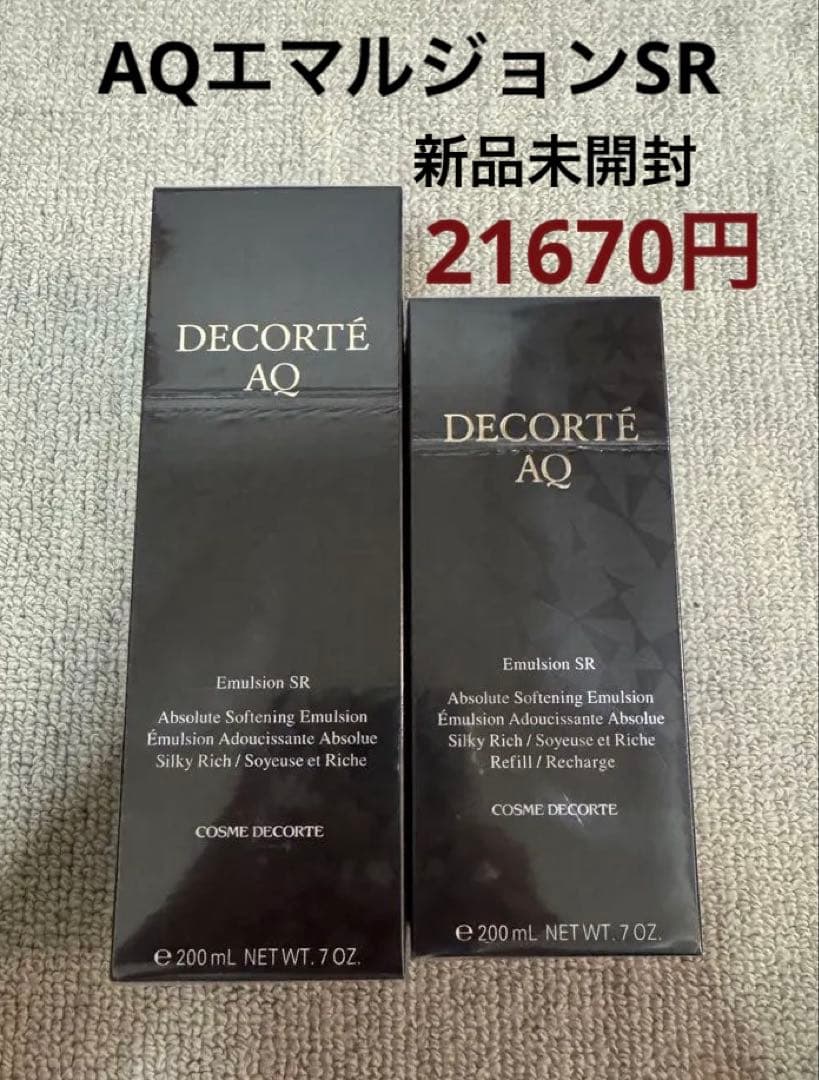 AQエマルジョンSR
新品未開封
21670円
DECORTÉ
AQ
Emulsion SR
Absolute Softening Emulsion
Émulsion Adoucissante Absolue
Silky Rich / Soyeuse et Riche
COSME DECORTE
℮ 200 mL NET WT. 7 OZ.
DECORTÉ
AQ
Emulsion SR
Absolute Softening Emulsion
Émulsion Adoucissante Absolue
Silky Rich / Soyeuse et Riche
Refill / Recharge
COSME DECORTE
℮ 200 mL NET WT. 7 OZ.